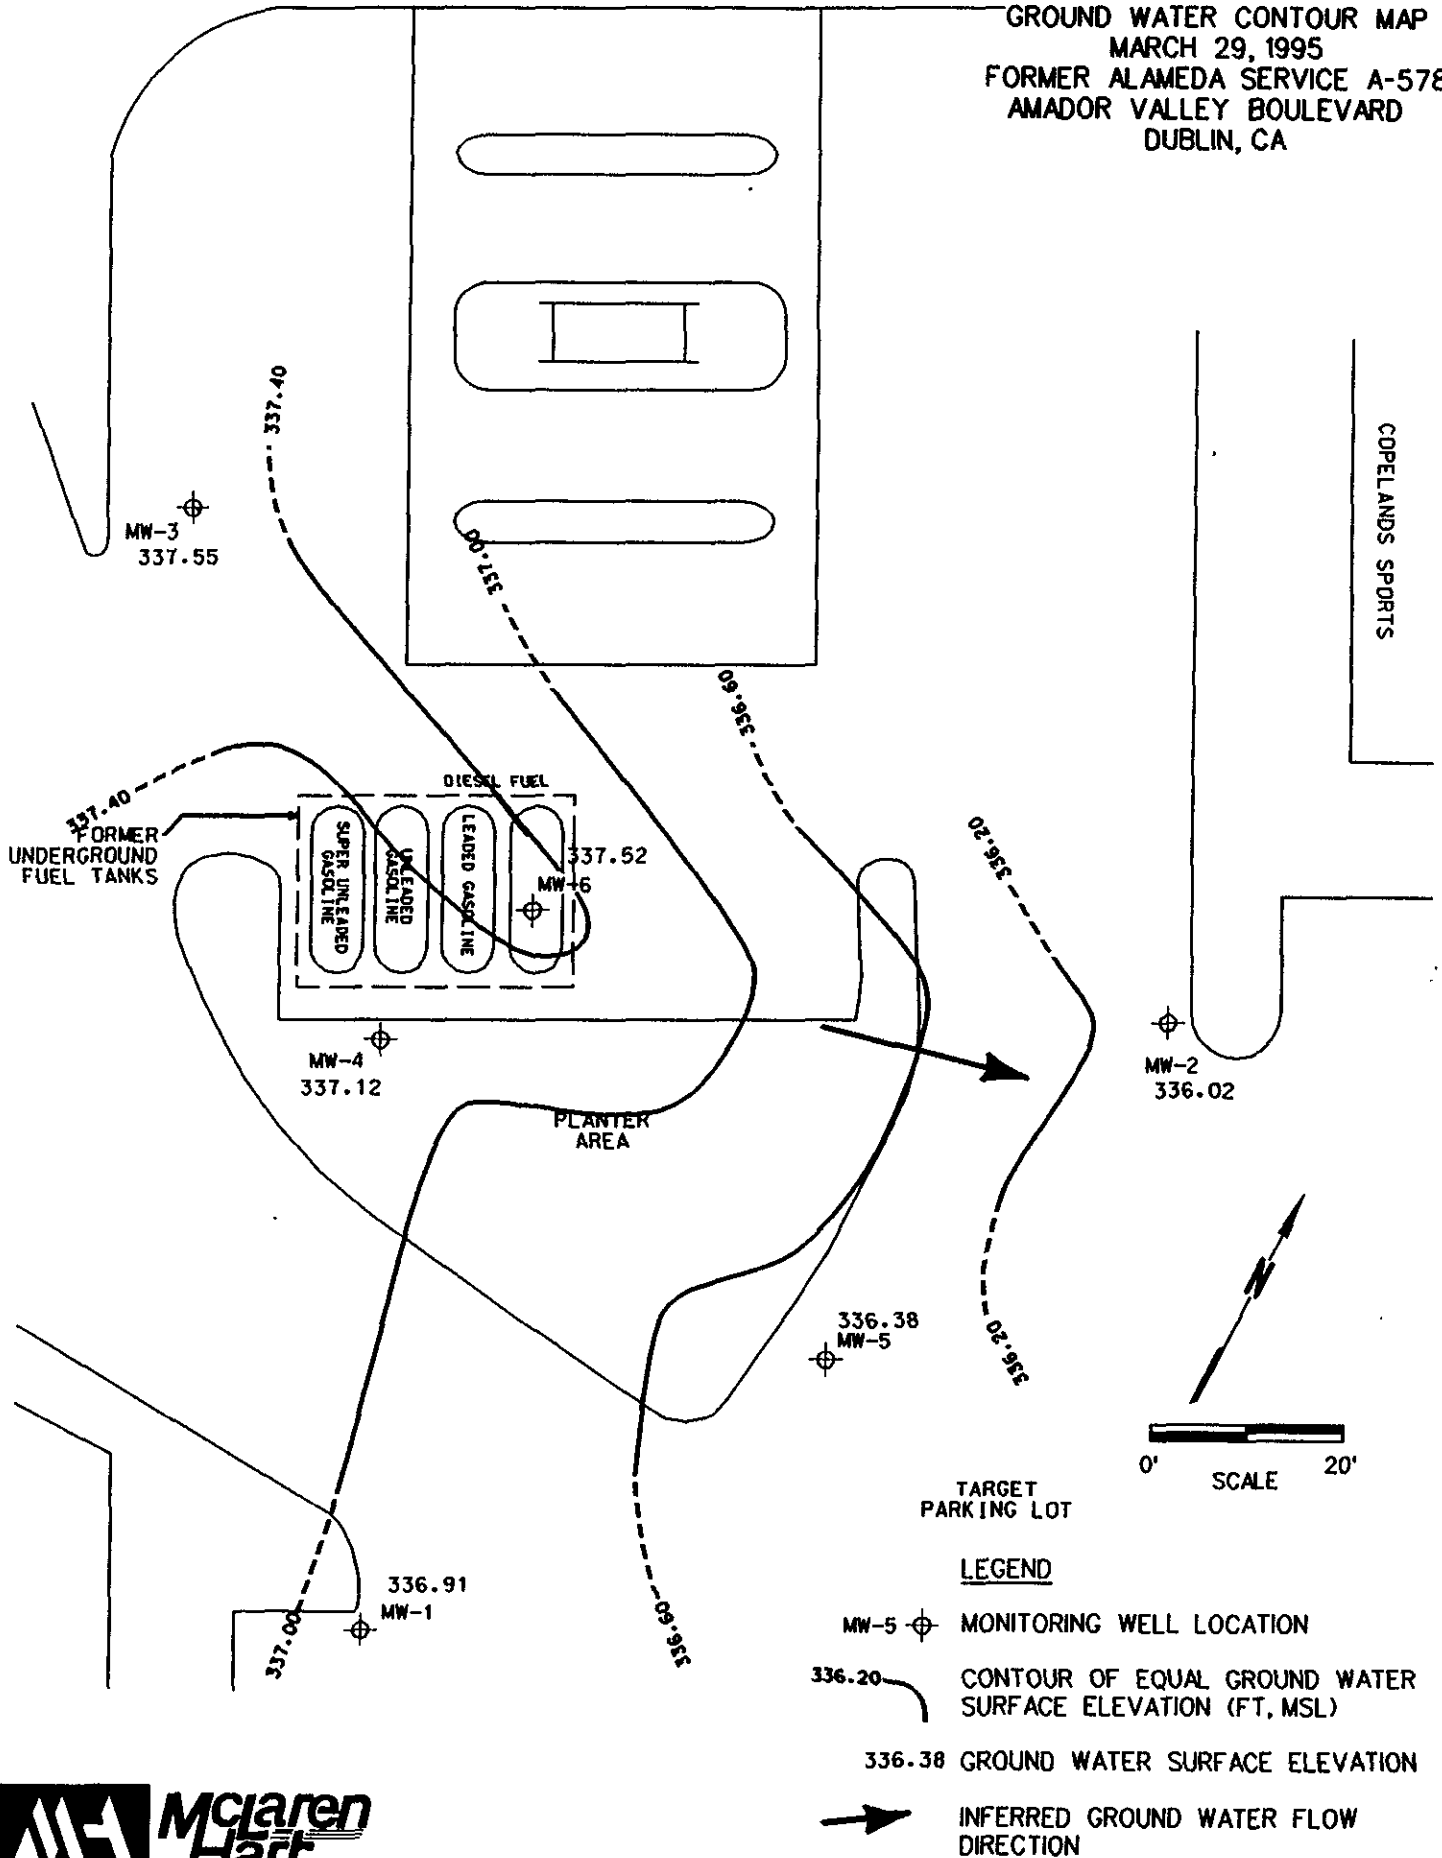 GROUND WATER CONTOUR MAP
MARCH 29, 1995
FORMER ALAMEDA SERVICE A-578
AMADOR VALLEY BOULEVARD
DUBLIN, CA
337.40
COPELANDS SPORTS
MW-3
337.55
337.00
336.60
337.40
DIESEL FUEL
FORMER
UNDERGROUND
FUEL TANKS
SUPER UNLEADED
GASOLINE
UNLEADED
GASOLINE
LEADED GASOLINE
337.52
MW-6
336.20
MW-4
337.12
MW-2
336.02
PLANTER
AREA
N
336.38
MW-5
336.20
0'
SCALE
20'
TARGET
PARKING LOT
336.91
MW-1
337.00
336.60
LEGEND
MW-5 MONITORING WELL LOCATION
336.20 CONTOUR OF EQUAL GROUND WATER
SURFACE ELEVATION (FT, MSL)
336.38 GROUND WATER SURFACE ELEVATION
INFERRED GROUND WATER FLOW
DIRECTION
McLaren
Hart